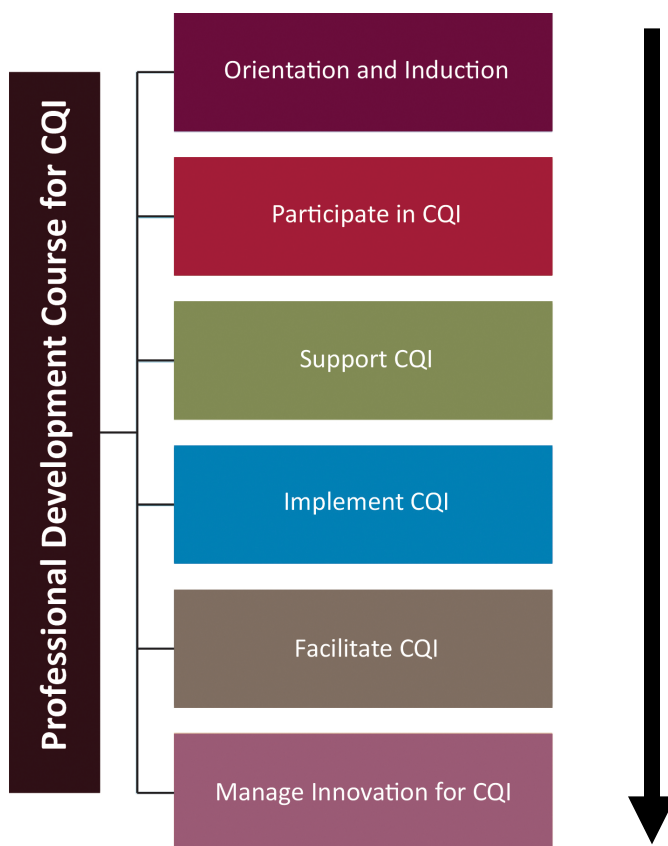 Professional Development Course for CQI
Orientation and Induction
Participate in CQI
Support CQI
Implement CQI
Facilitate CQI
Manage Innovation for CQI